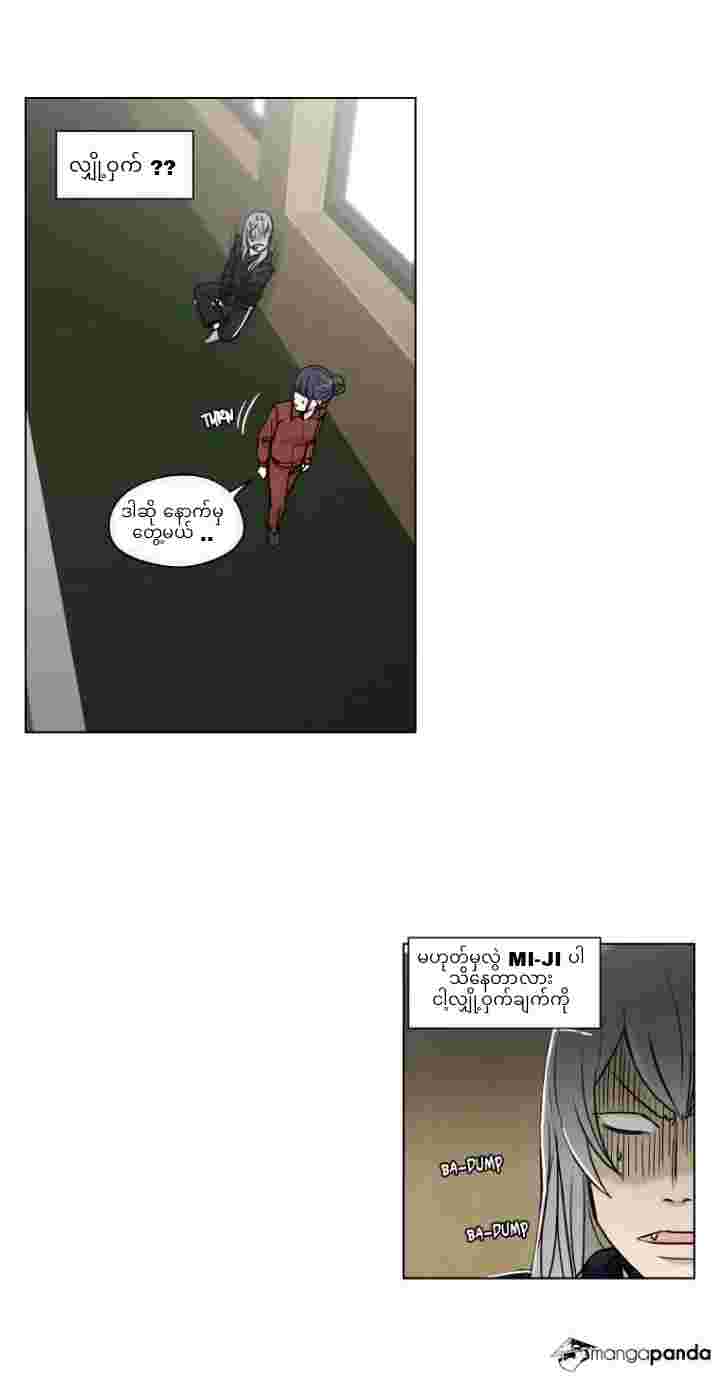 လျှို့ဝှက် ??
TURN
ဒါဆို နောက်မှ
တွေ့မယ် ..
မဟုတ်မှလွဲ MI-JI ပါ
သိနေတာလား
ငါ့လျှို့ဝှက်ချက်ကို
BA-DUMP
BA-DUMP
mangapanda